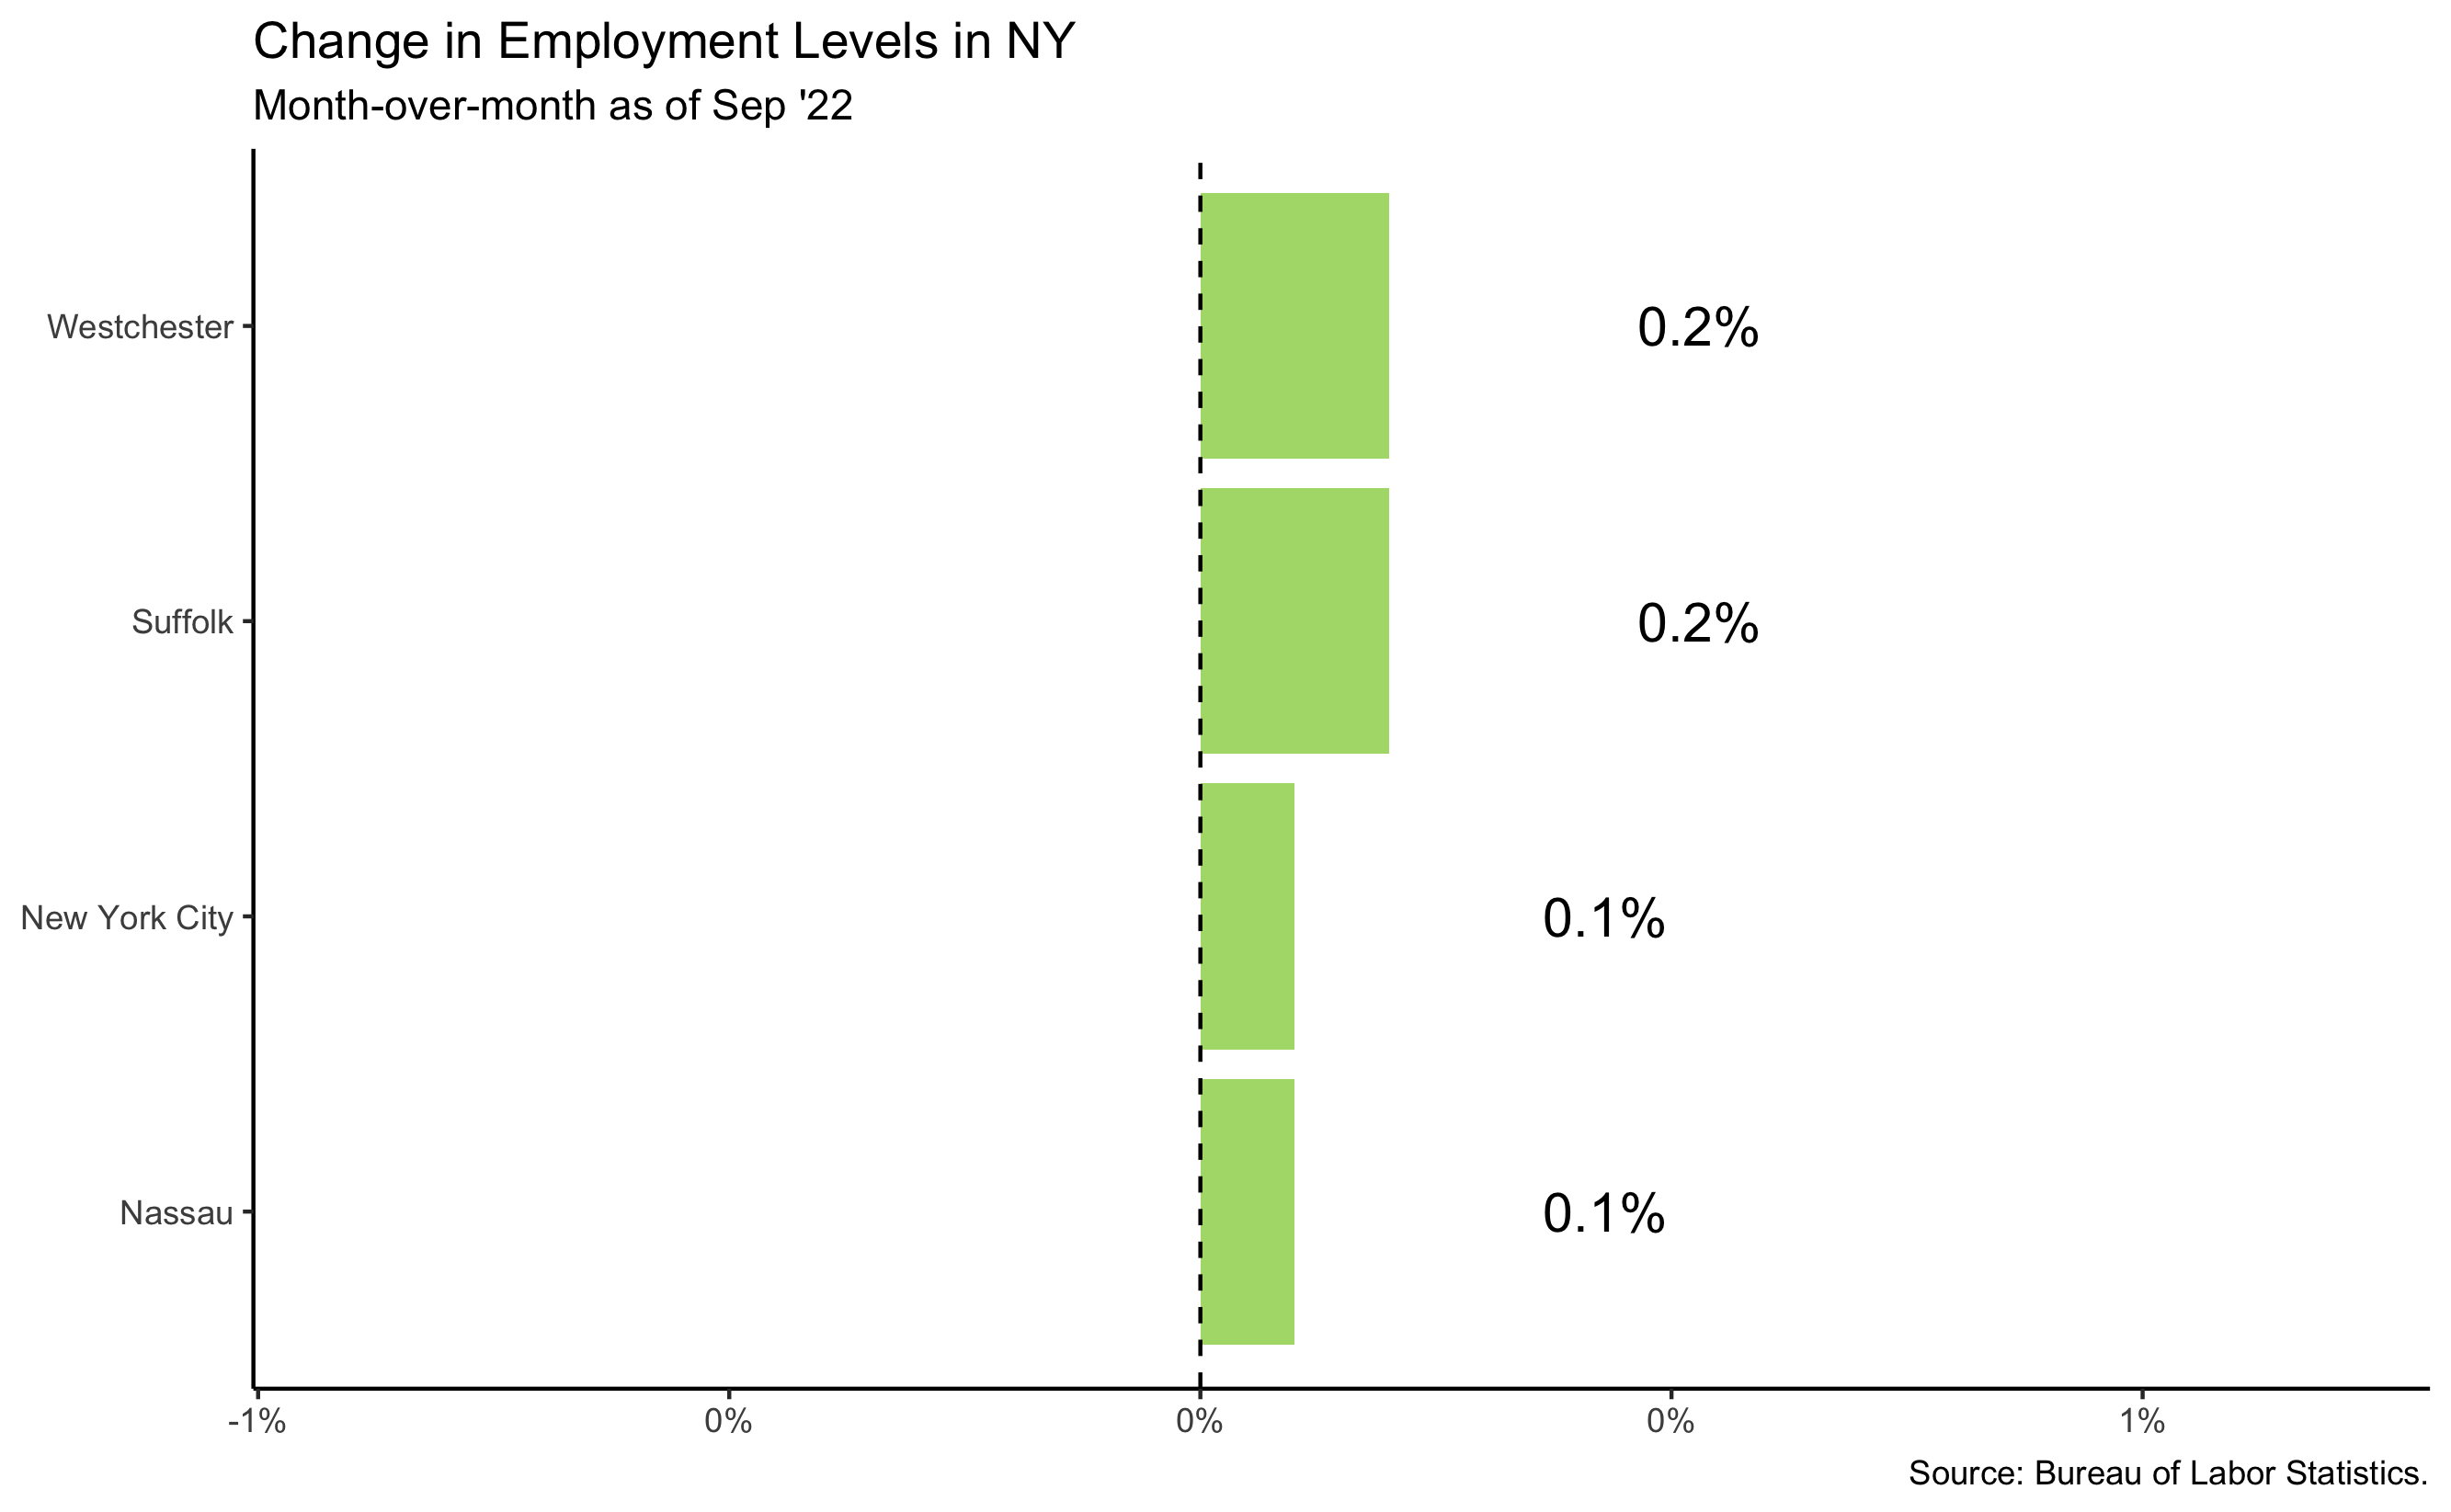 Change in Employment Levels in NY
Month-over-month as of Sep '22
Westchester
0.2%
Suffolk
0.2%
New York City
0.1%
Nassau
0.1%
-1% 0% 0% 0% 1%
Source: Bureau of Labor Statistics.